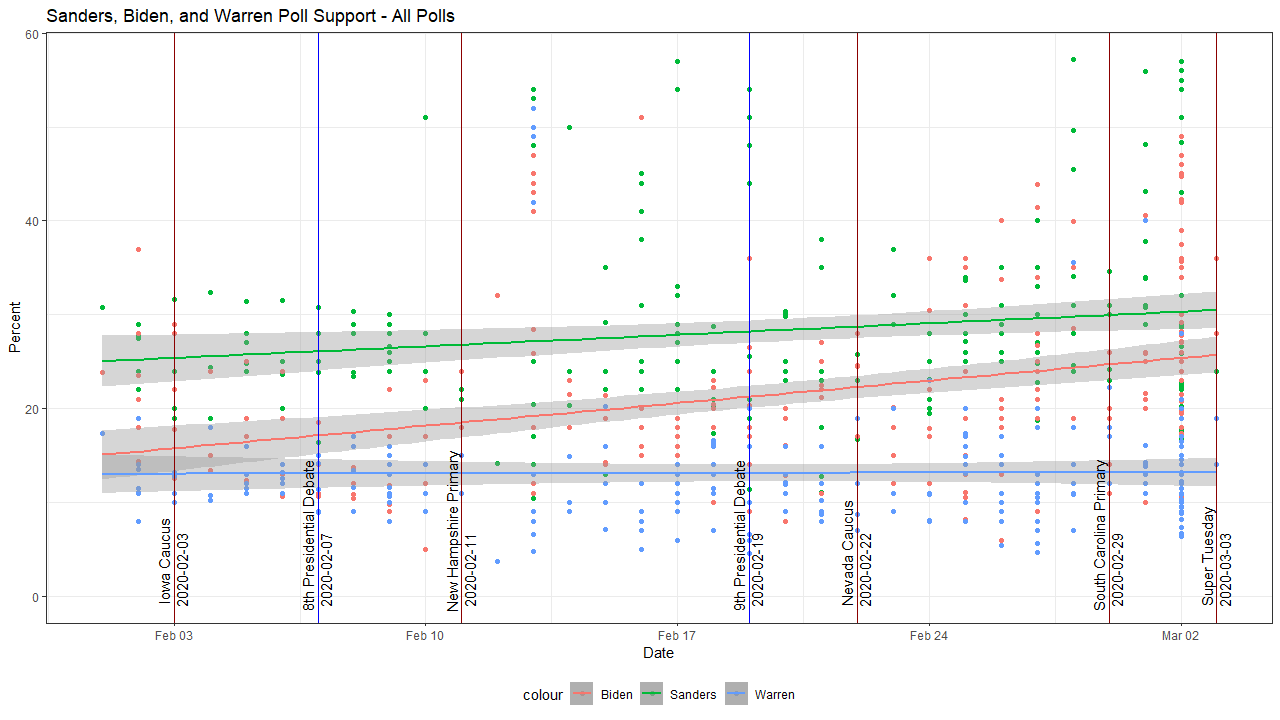 Sanders, Biden, and Warren Poll Support - All Polls
60
40
20
0
Percent
Iowa Caucus
2020-02-03
8th Presidential Debate
2020-02-07
New Hampshire Primary
2020-02-11
9th Presidential Debate
2020-02-19
Nevada Caucus
2020-02-22
South Carolina Primary
2020-02-29
Super Tuesday
2020-03-03
Feb 03
Feb 10
Feb 17
Feb 24
Mar 02
Date
colour
Biden
Sanders
Warren